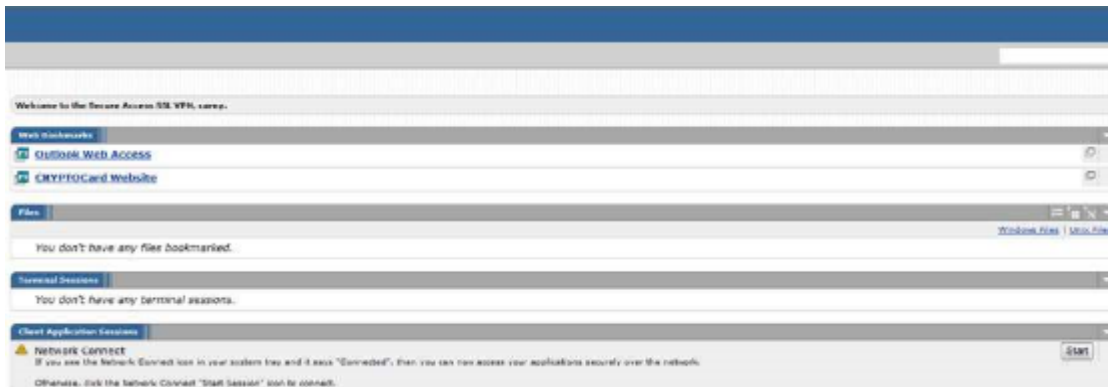 Welcome to the Secure Access SSL VPN,
Web Bookmarks
Outlook Web Access
CRYPTOCard Website
Files
Windows Files | Unix File
You don't have any files bookmarked.
Terminal Sessions
You don't have any terminal sessions.
Client Application Sessions
Network Connect
Start
If you see the Network Connect icon in your system tray and it says "Connected", then you can now access your applications securely over the network.
Otherwise, click the Network Connect "Start Session" icon to connect.